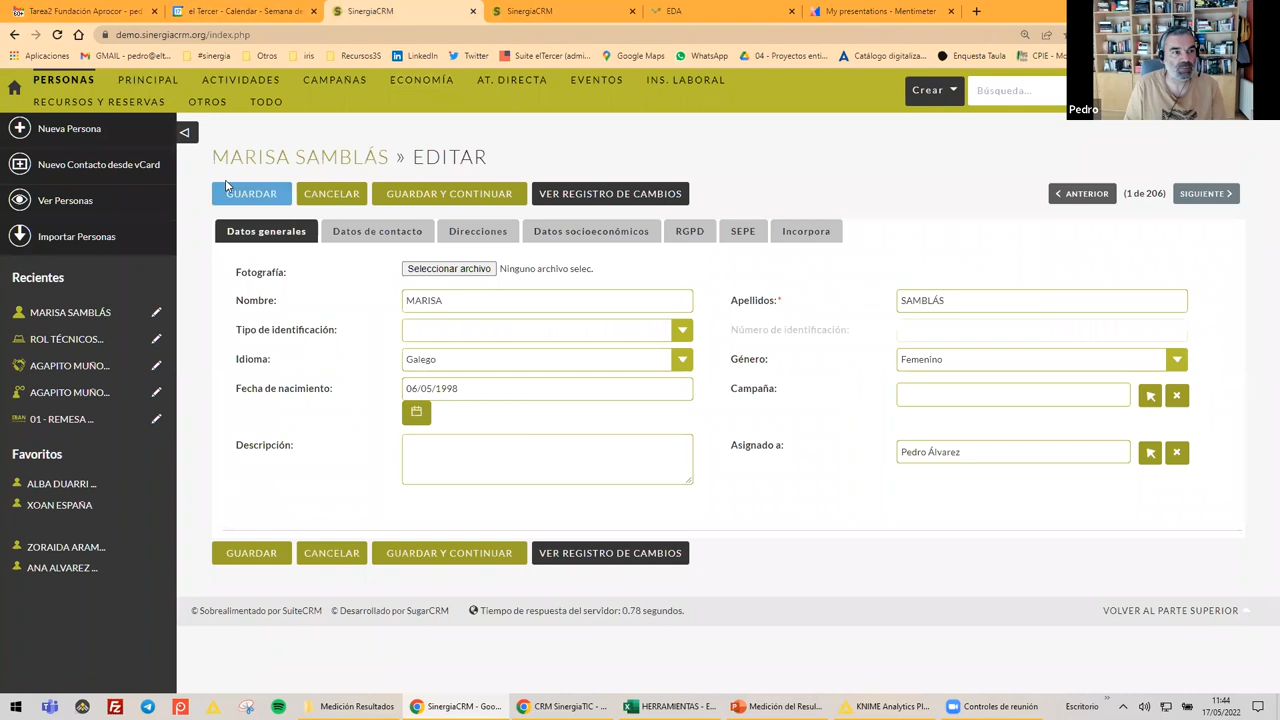 Tarea2 Fundación Aprocor - ped
el Tercer - Calendar - Semana de
SinergiaCRM
SinergiaCRM
EDA
My presentations - Mentimeter
demo.sinergiacrm.org/index.php
Aplicaciones
GMAIL - pedro@elt...
#sinergia
Otros
iris
Recursos3S
LinkedIn
Twitter
Suite elTercer (admi...
Google Maps
WhatsApp
04 - Proyectos enti...
Catálogo digitaliza...
Enquesta Taula
CPIE - Mo
PERSONAS PRINCIPAL ACTIVIDADES CAMPAÑAS ECONOMÍA AT. DIRECTA EVENTOS INS. LABORAL
RECURSOS Y RESERVAS OTROS TODO
Crear
Búsqueda...
Pedro
Nueva Persona
Nuevo Contacto desde vCard
Ver Personas
Importar Personas
Recientes
MARISA SAMBLÁS
ROL TÉCNICOS...
AGAPITO MUÑO...
AGAPITO MUÑO...
01 - REMESA ...
Favoritos
ALBA DUARRI ...
XOAN ESPAÑA
ZORAIDA ARAM...
ANA ALVAREZ ...
MARISA SAMBLÁS » EDITAR
GUARDAR CANCELAR GUARDAR Y CONTINUAR VER REGISTRO DE CAMBIOS
ANTERIOR (1 de 206) SIGUIENTE
Datos generales Datos de contacto Direcciones Datos socioeconómicos RGPD SEPE Incorpora
Fotografía: Seleccionar archivo Ninguno archivo selec.
Nombre: MARISA Apellidos:* SAMBLÁS
Tipo de identificación: Número de identificación:
Idioma: Galego Género: Femenino
Fecha de nacimiento: 06/05/1998 Campaña:
Descripción: Asignado a: Pedro Álvarez
GUARDAR CANCELAR GUARDAR Y CONTINUAR VER REGISTRO DE CAMBIOS
© Sobrealimentado por SuiteCRM © Desarrollado por SugarCRM Tiempo de respuesta del servidor: 0.78 segundos. VOLVER AL PARTE SUPERIOR
Medición Resultados
SinergiaCRM - Goo...
CRM SinergiaTIC - ...
HERRAMIENTAS - E...
Medición del Resul...
KNIME Analytics Pl...
Controles de reunión
Escritorio
11:44
17/05/2022